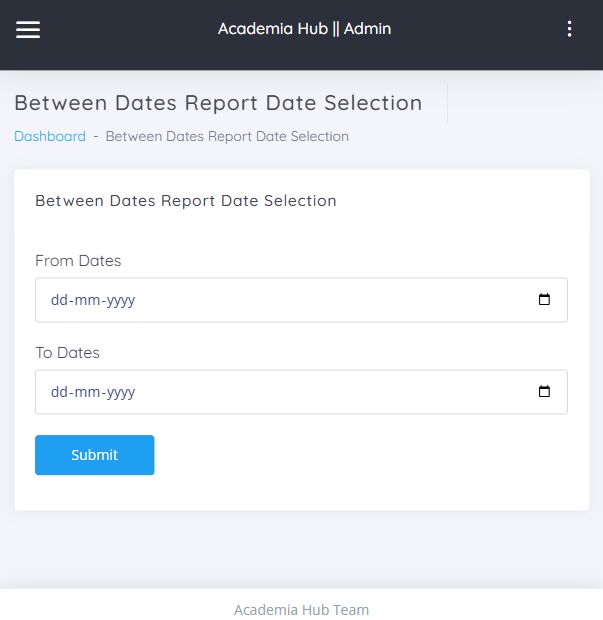 Academia Hub || Admin
Between Dates Report Date Selection
Dashboard - Between Dates Report Date Selection
Between Dates Report Date Selection
From Dates
dd-mm-yyyy
To Dates
dd-mm-yyyy
Submit
Academia Hub Team